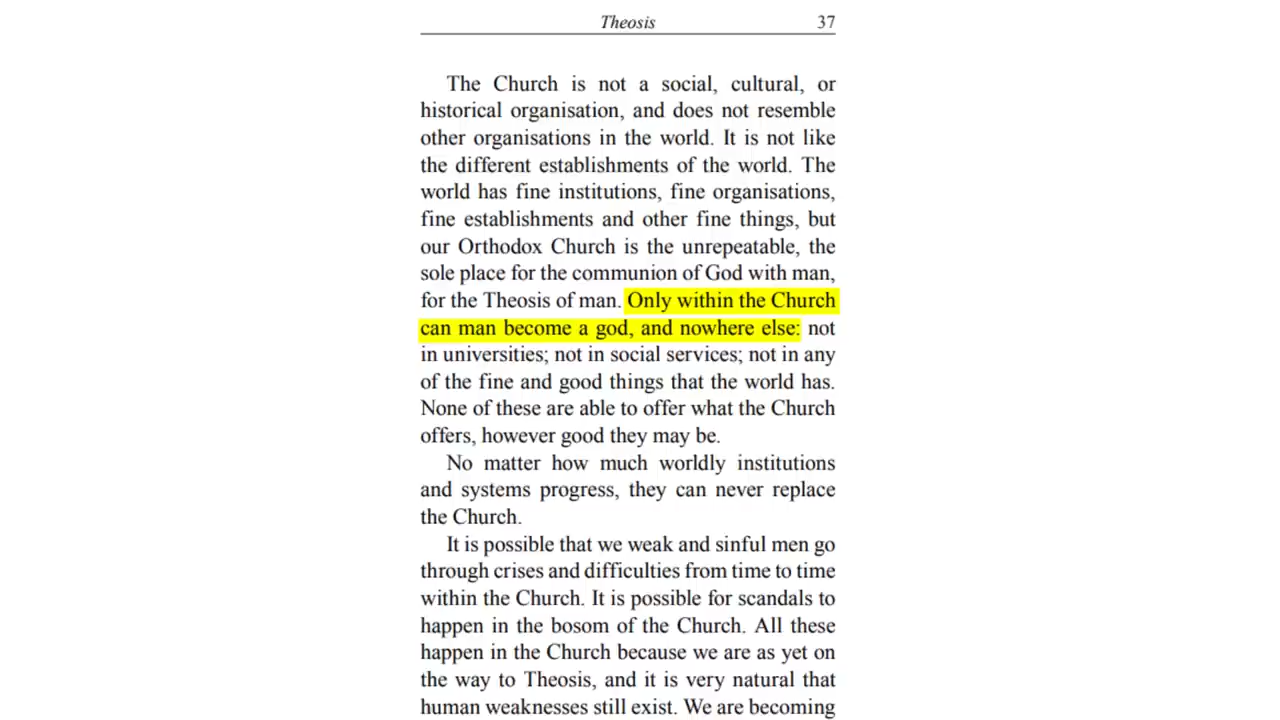 Theosis 37
The Church is not a social, cultural, or
historical organisation, and does not resemble
other organisations in the world. It is not like
the different establishments of the world. The
world has fine institutions, fine organisations,
fine establishments and other fine things, but
our Orthodox Church is the unrepeatable, the
sole place for the communion of God with man,
for the Theosis of man. Only within the Church
can man become a god, and nowhere else: not
in universities; not in social services; not in any
of the fine and good things that the world has.
None of these are able to offer what the Church
offers, however good they may be.
No matter how much worldly institutions
and systems progress, they can never replace
the Church.
It is possible that we weak and sinful men go
through crises and difficulties from time to time
within the Church. It is possible for scandals to
happen in the bosom of the Church. All these
happen in the Church because we are as yet on
the way to Theosis, and it is very natural that
human weaknesses still exist. We are becoming